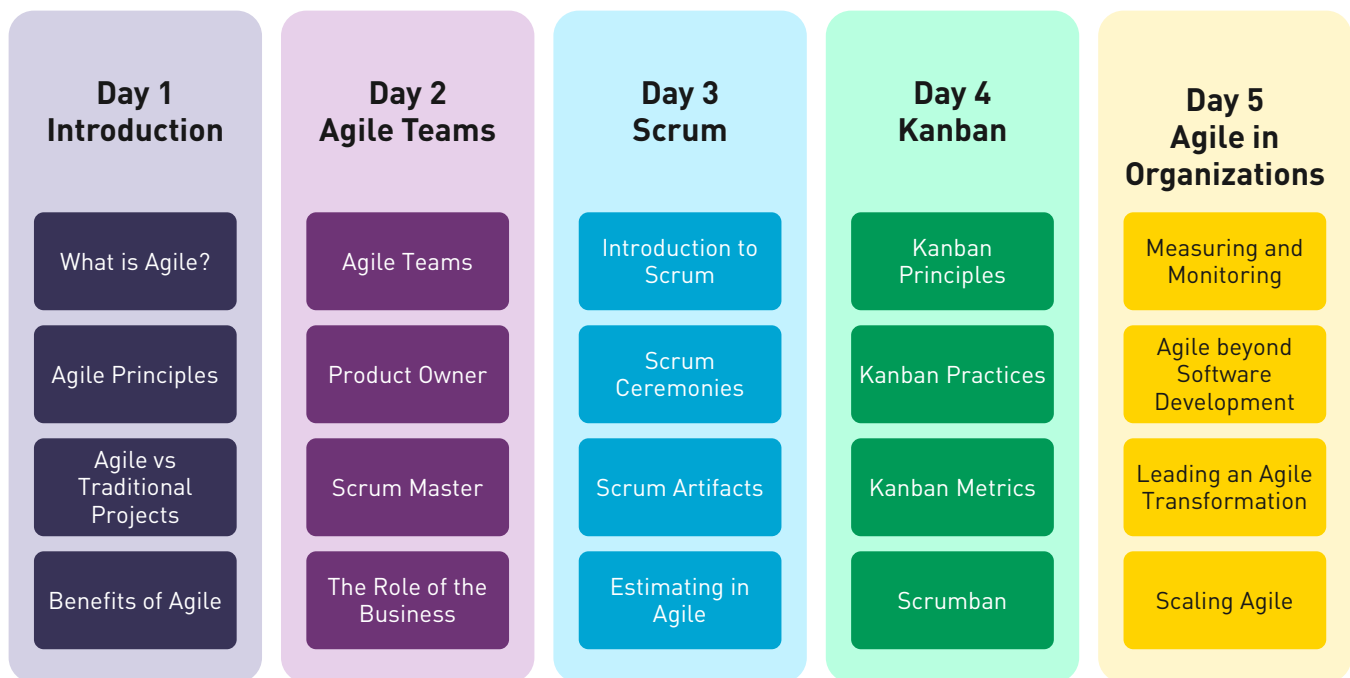 Day 1
Introduction
What is Agile?
Agile Principles
Agile vs
Traditional
Projects
Benefits of Agile
Day 2
Agile Teams
Agile Teams
Product Owner
Scrum Master
The Role of the
Business
Day 3
Scrum
Introduction to
Scrum
Scrum
Ceremonies
Scrum Artifacts
Estimating in
Agile
Day 4
Kanban
Kanban
Principles
Kanban Practices
Kanban Metrics
Scrumban
Day 5
Agile in
Organizations
Measuring and
Monitoring
Agile beyond
Software
Development
Leading an Agile
Transformation
Scaling Agile